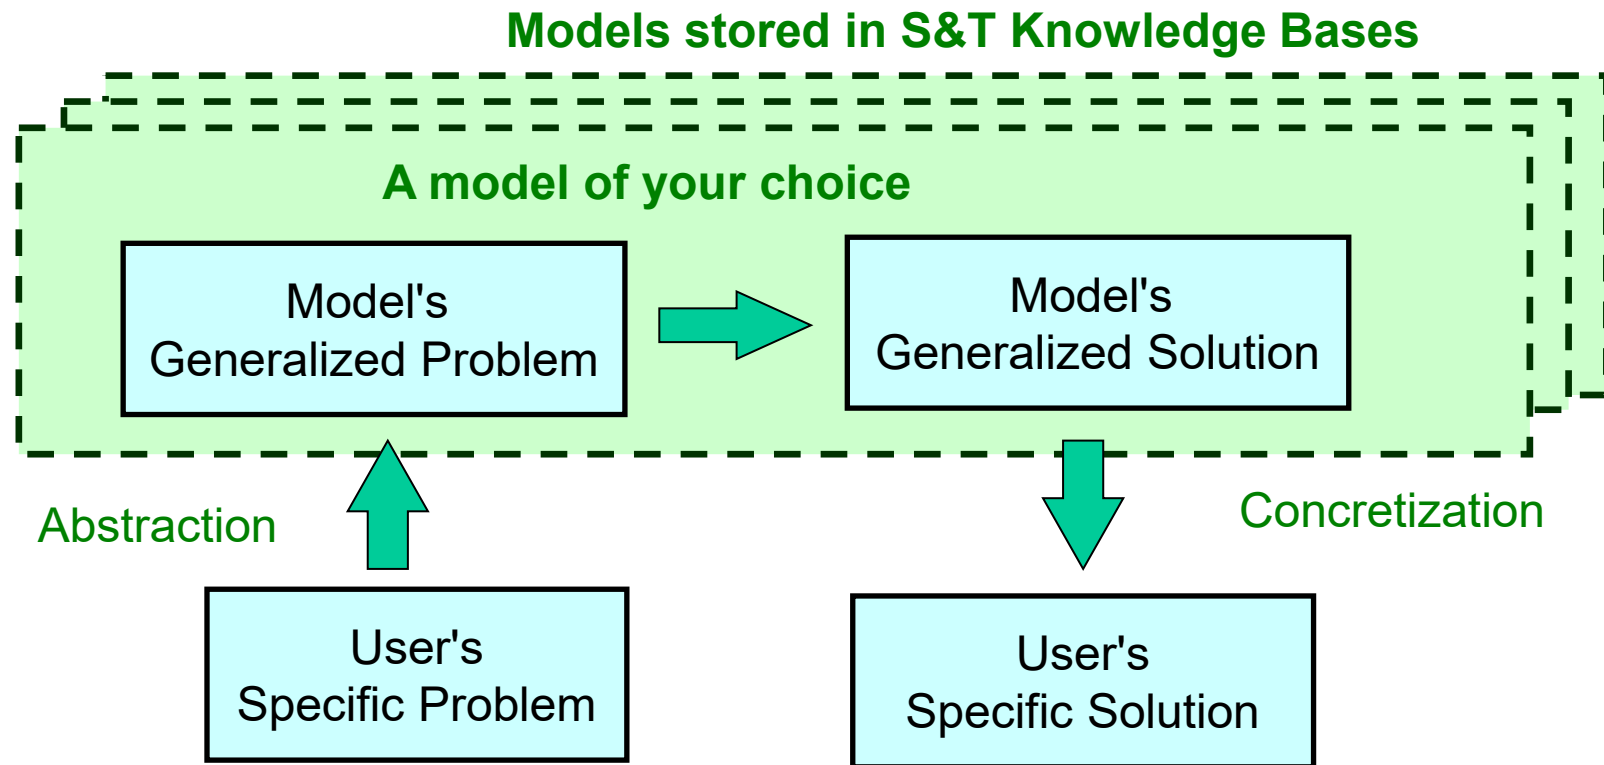 Models stored in S&T Knowledge Bases
A model of your choice
Model's
Generalized Problem
Model's
Generalized Solution
Abstraction
Concretization
User's
Specific Problem
User's
Specific Solution